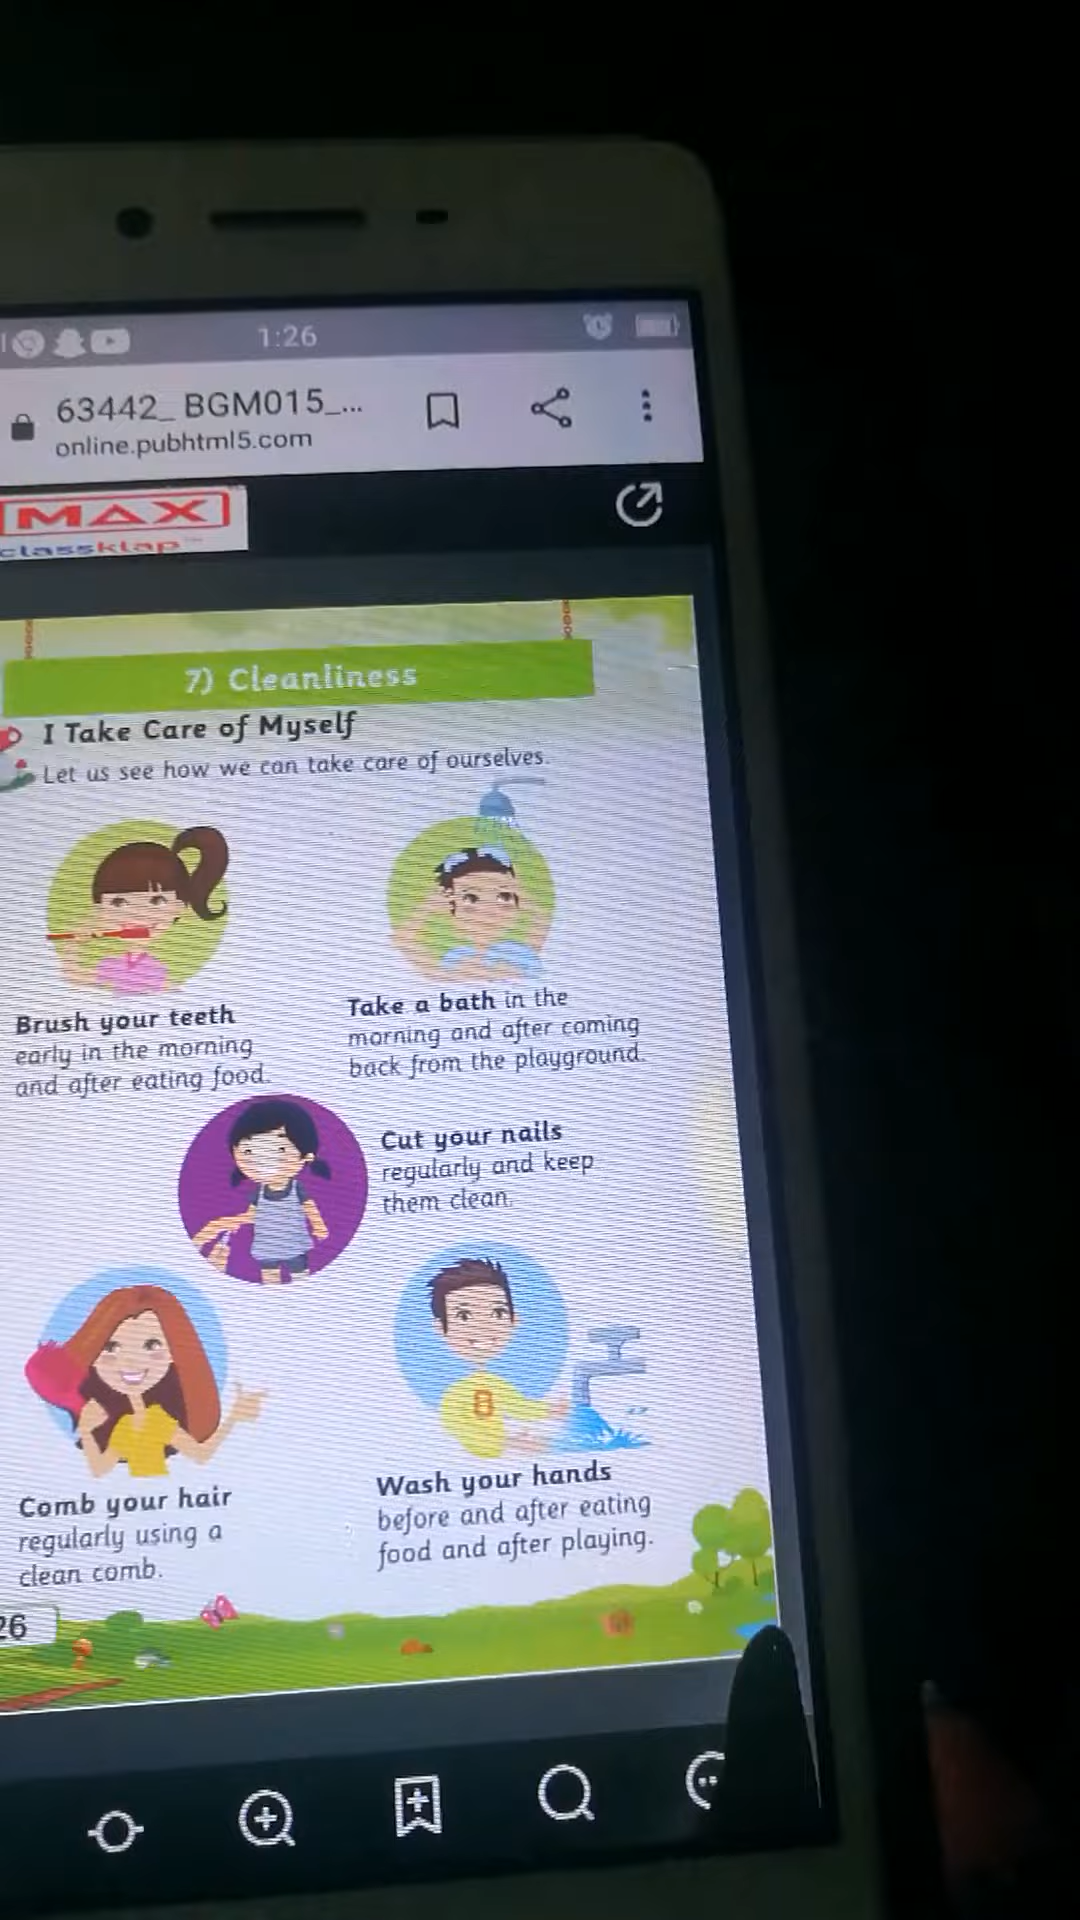 1:26
63442_ BGM015_...
online.pubhtml5.com
MAX
classklap™
7) Cleanliness
I Take Care of Myself
Let us see how we can take care of ourselves.
Brush your teeth
early in the morning
and after eating food.
Take a bath in the
morning and after coming
back from the playground.
Cut your nails
regularly and keep
them clean.
8
Comb your hair
regularly using a
clean comb.
Wash your hands
before and after eating
food and after playing.
26